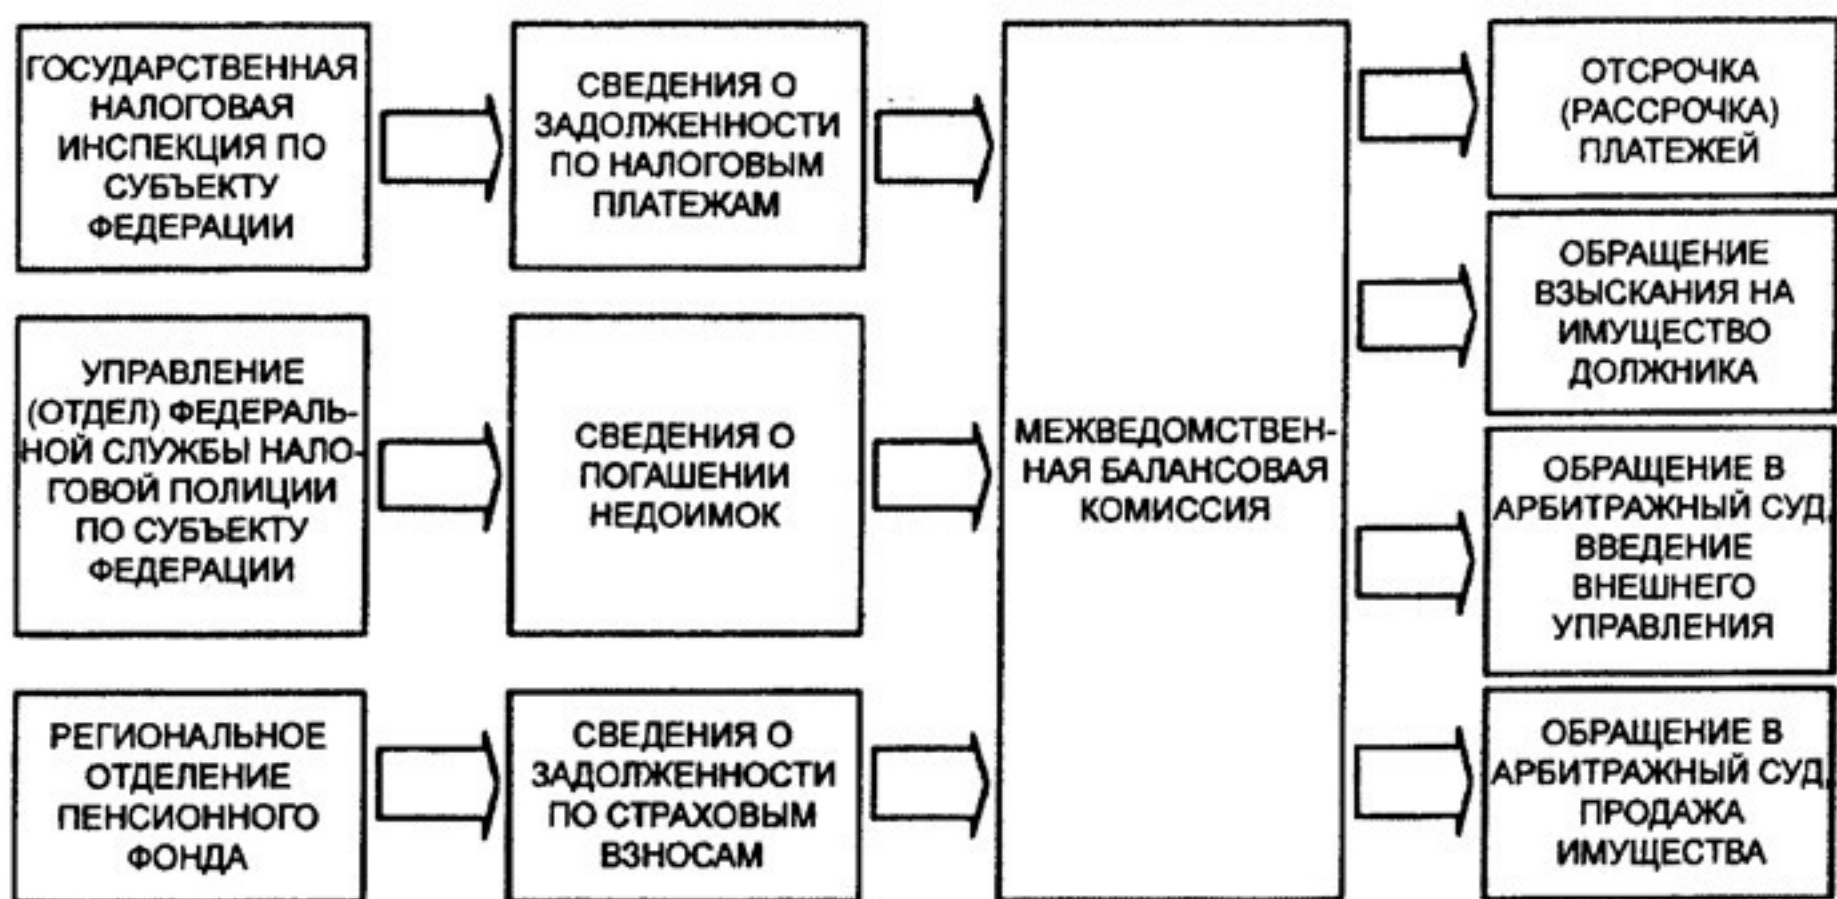 ГОСУДАРСТВЕННАЯ
НАЛОГОВАЯ
ИНСПЕКЦИЯ ПО
СУБЪЕКТУ
ФЕДЕРАЦИИ
СВЕДЕНИЯ О
ЗАДОЛЖЕННОСТИ
ПО НАЛОГОВЫМ
ПЛАТЕЖАМ
УПРАВЛЕНИЕ
(ОТДЕЛ) ФЕДЕРАЛЬ-
НОЙ СЛУЖБЫ НАЛО-
ГОВОЙ ПОЛИЦИИ
ПО СУБЪЕКТУ
ФЕДЕРАЦИИ
СВЕДЕНИЯ О
ПОГАШЕНИИ
НЕДОИМОК
РЕГИОНАЛЬНОЕ
ОТДЕЛЕНИЕ
ПЕНСИОННОГО
ФОНДА
СВЕДЕНИЯ О
ЗАДОЛЖЕННОСТИ
ПО СТРАХОВЫМ
ВЗНОСАМ
МЕЖВЕДОМСТВЕН-
НАЯ БАЛАНСОВАЯ
КОМИССИЯ
ОТСРОЧКА
(РАССРОЧКА)
ПЛАТЕЖЕЙ
ОБРАЩЕНИЕ
ВЗЫСКАНИЯ НА
ИМУЩЕСТВО
ДОЛЖНИКА
ОБРАЩЕНИЕ В
АРБИТРАЖНЫЙ СУД,
ВВЕДЕНИЕ
ВНЕШНЕГО
УПРАВЛЕНИЯ
ОБРАЩЕНИЕ В
АРБИТРАЖНЫЙ СУД,
ПРОДАЖА
ИМУЩЕСТВА